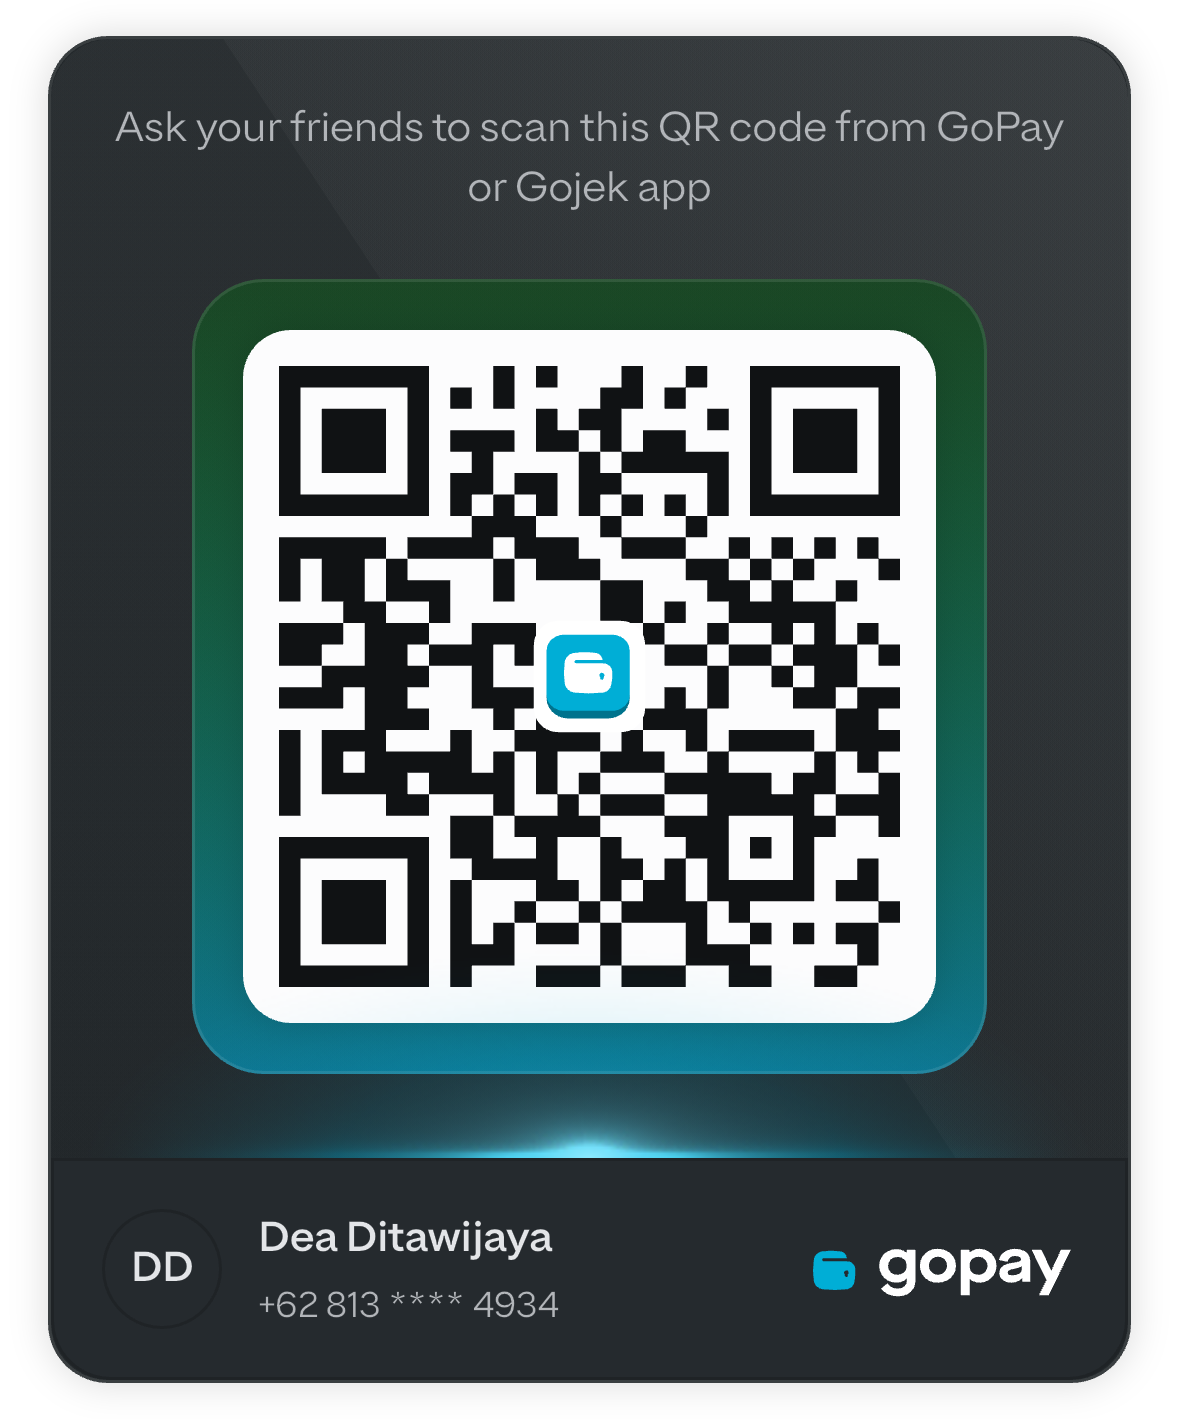 Ask your friends to scan this QR code from GoPay
or Gojek app
DD
Dea Ditawijaya
+62 813 **** 4934
gopay